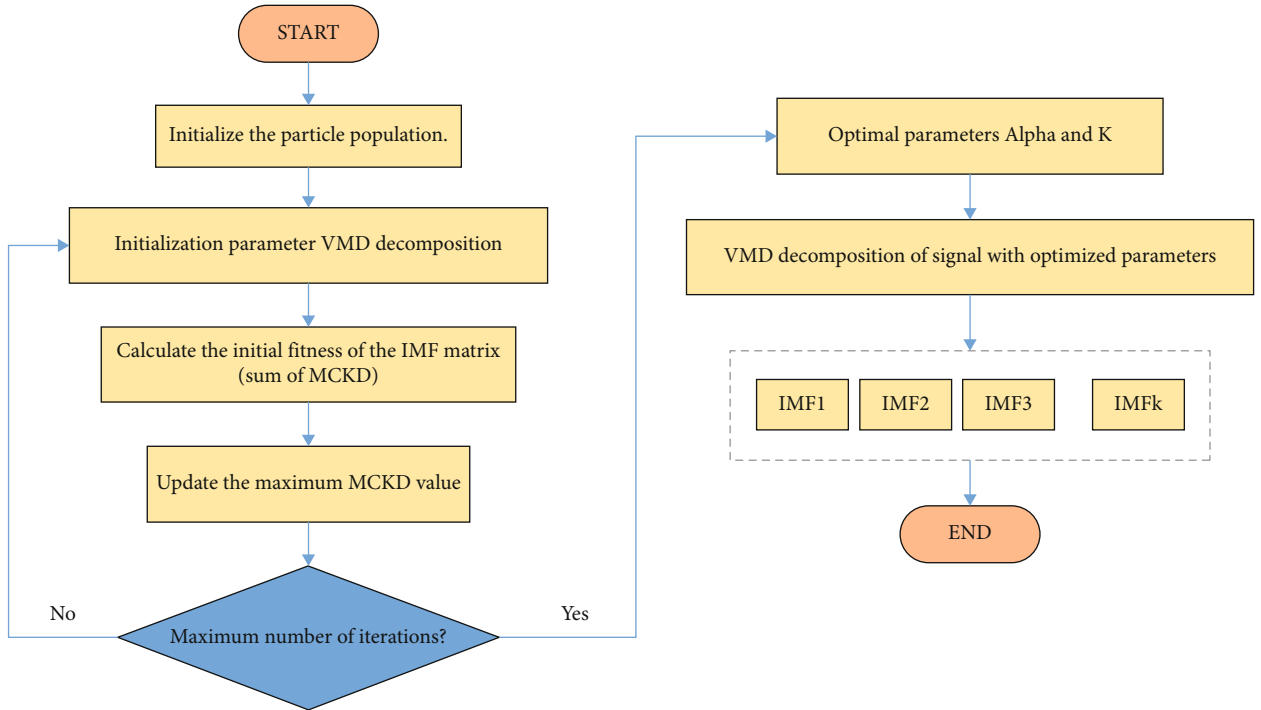 START
Initialize the particle population.
Initialization parameter VMD decomposition
Calculate the initial fitness of the IMF matrix
(sum of MCKD)
Update the maximum MCKD value
Maximum number of iterations?
No
Yes
Optimal parameters Alpha and K
VMD decomposition of signal with optimized parameters
IMF1
IMF2
IMF3
IMFk
END